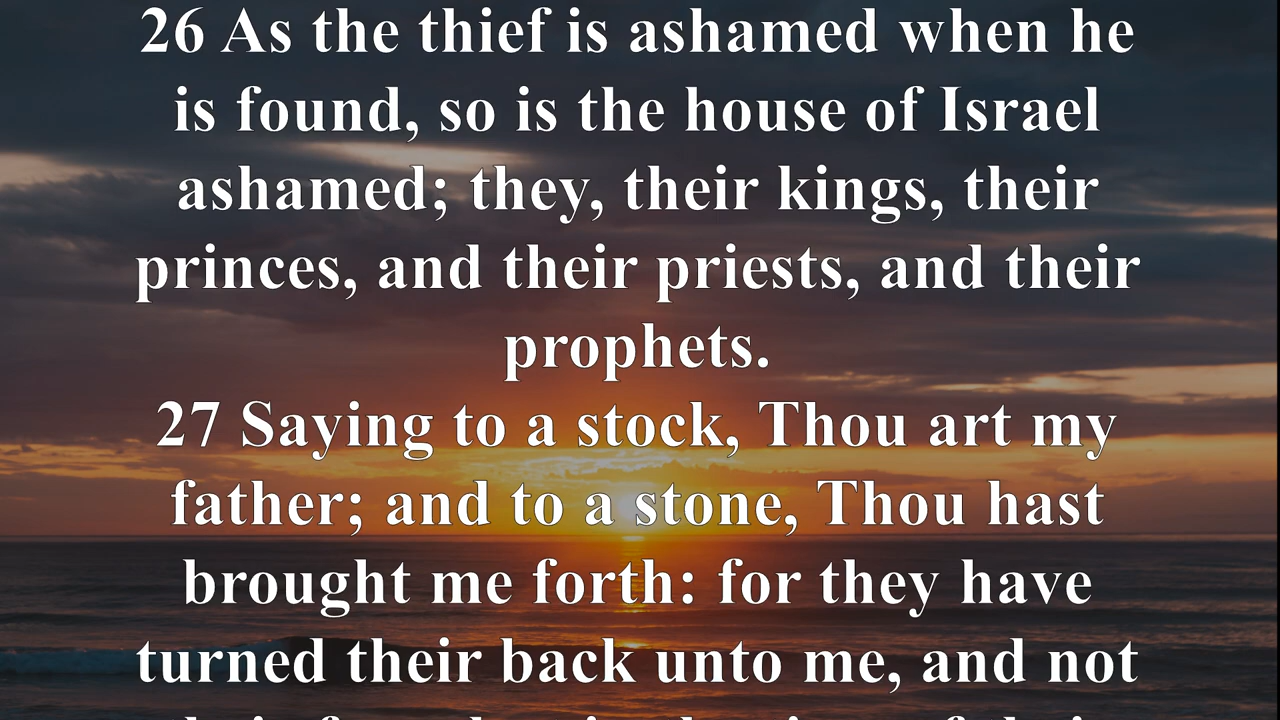 26 As the thief is ashamed when he
is found, so is the house of Israel
ashamed; they, their kings, their
princes, and their priests, and their
prophets.
27 Saying to a stock, Thou art my
father; and to a stone, Thou hast
brought me forth: for they have
turned their back unto me, and not